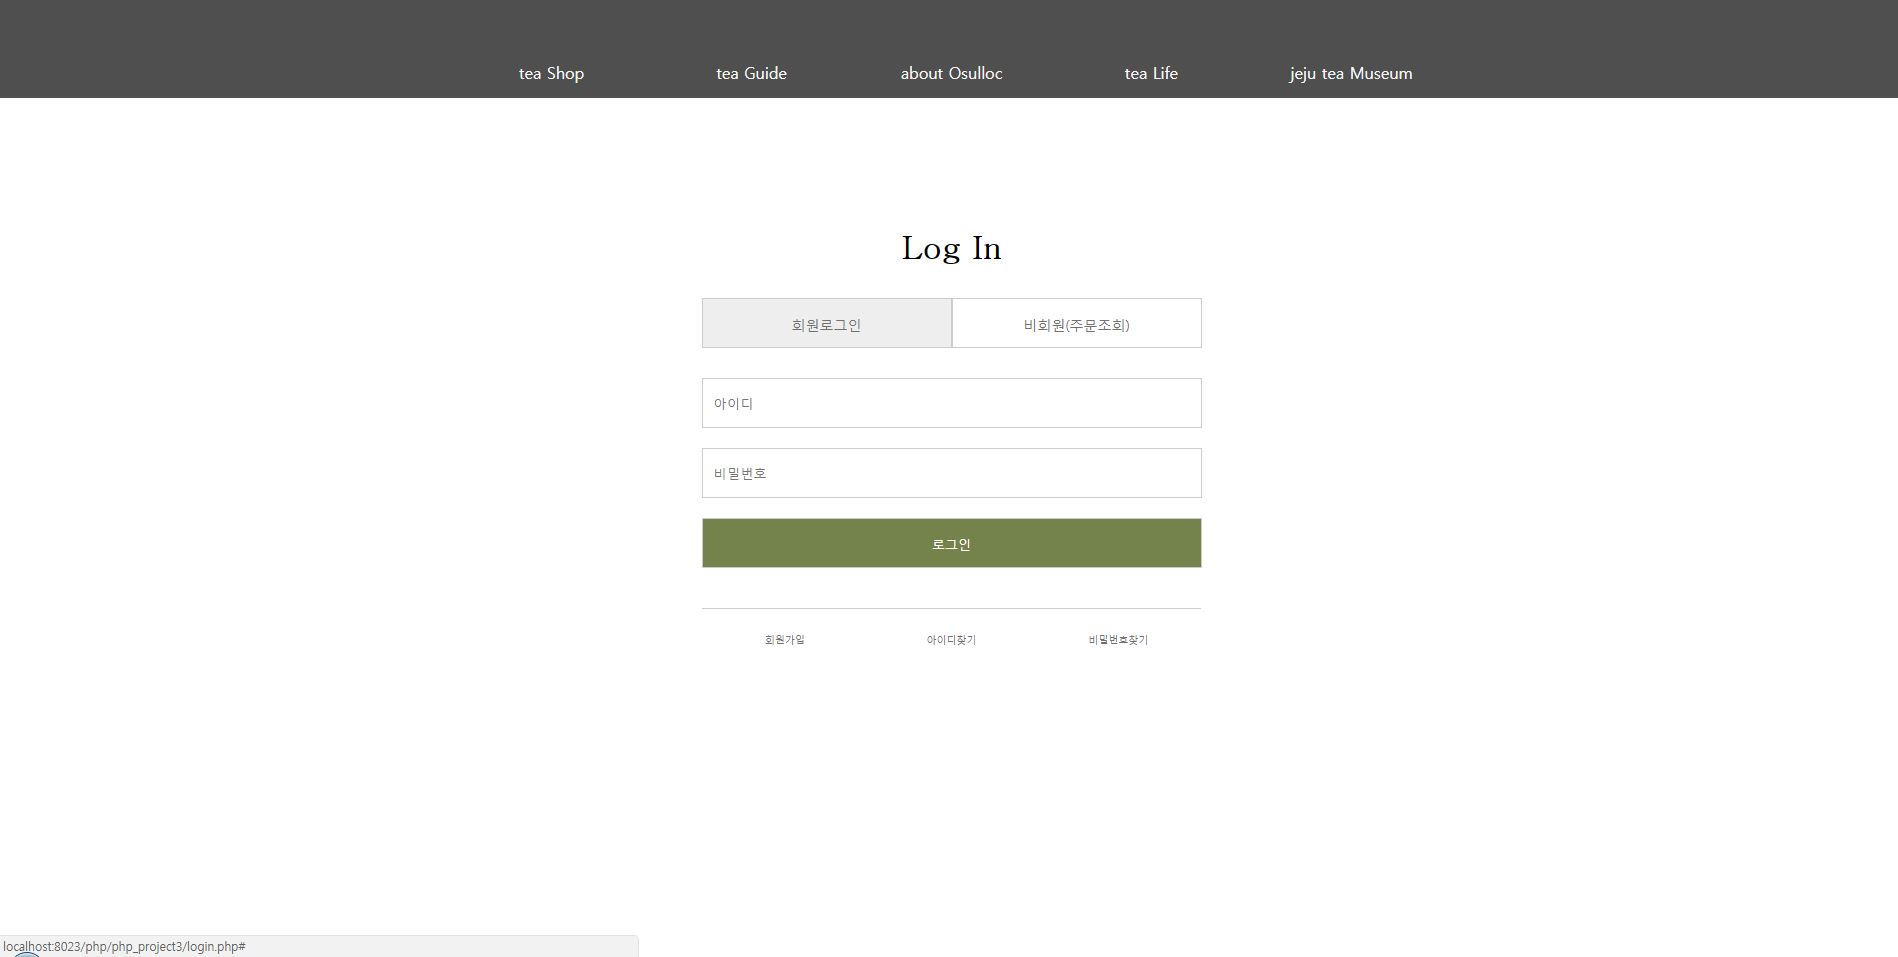 tea Shop tea Guide about Osulloc tea Life jeju tea Museum
Log In
회원로그인 비회원(주문조회)
아이디
비밀번호
로그인
회원가입 아이디찾기 비밀번호찾기
localhost:8023/php/php_project3/login.php#